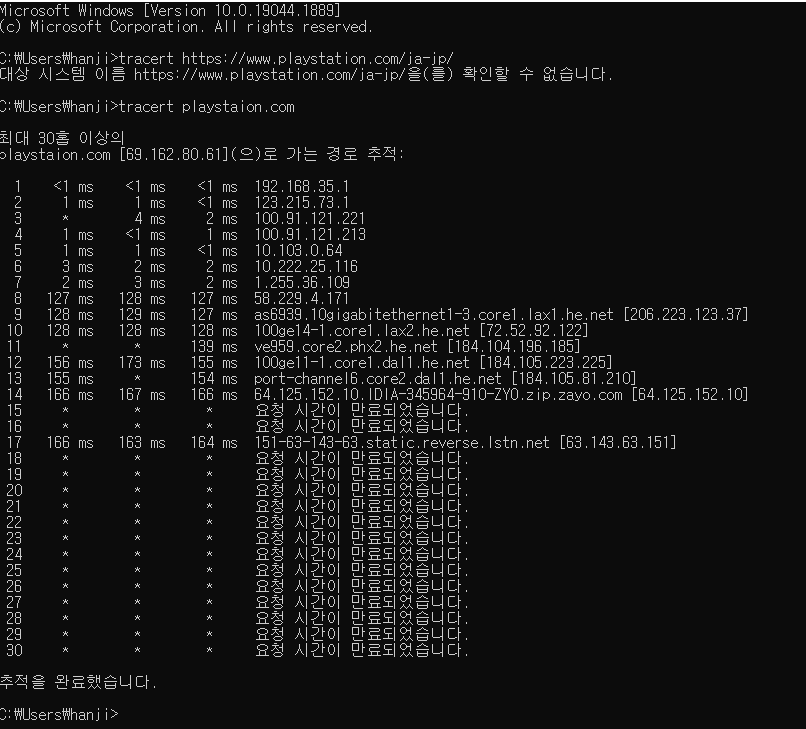 Microsoft Windows [Version 10.0.19044.1889]
(c) Microsoft Corporation. All rights reserved.
C:₩Users₩hanji>tracert https://www.playstation.com/ja-jp/
대상 시스템 이름 https://www.playstation.com/ja-jp/을(를) 확인할 수 없습니다.
C:₩Users₩hanji>tracert playstaion.com
최대 30홉 이상의
playstaion.com [69.162.80.61](으)로 가는 경로 추적:
1 <1 ms <1 ms <1 ms 192.168.35.1
2 1 ms 1 ms <1 ms 123.215.73.1
3 * 4 ms 2 ms 100.91.121.221
4 1 ms <1 ms 1 ms 100.91.121.213
5 1 ms 1 ms <1 ms 10.103.0.64
6 3 ms 2 ms 2 ms 10.222.25.116
7 2 ms 3 ms 2 ms 1.255.36.109
8 127 ms 128 ms 127 ms 58.229.4.171
9 128 ms 129 ms 127 ms as6939.10gigabitethernet1-3.core1.lax1.he.net [206.223.123.37]
10 128 ms 128 ms 128 ms 100ge14-1.core1.lax2.he.net [72.52.92.122]
11 * * 139 ms ve959.core2.phx2.he.net [184.104.196.185]
12 156 ms 173 ms 155 ms 100ge11-1.core1.dal1.he.net [184.105.223.225]
13 155 ms * 154 ms port-channel6.core2.dal1.he.net [184.105.81.210]
14 166 ms 167 ms 166 ms 64.125.152.10.IDIA-345964-910-ZYO.zip.zayo.com [64.125.152.10]
15 * * * 요청 시간이 만료되었습니다.
16 * * * 요청 시간이 만료되었습니다.
17 166 ms 163 ms 164 ms 151-63-143-63.static.reverse.lstn.net [63.143.63.151]
18 * * * 요청 시간이 만료되었습니다.
19 * * * 요청 시간이 만료되었습니다.
20 * * * 요청 시간이 만료되었습니다.
21 * * * 요청 시간이 만료되었습니다.
22 * * * 요청 시간이 만료되었습니다.
23 * * * 요청 시간이 만료되었습니다.
24 * * * 요청 시간이 만료되었습니다.
25 * * * 요청 시간이 만료되었습니다.
26 * * * 요청 시간이 만료되었습니다.
27 * * * 요청 시간이 만료되었습니다.
28 * * * 요청 시간이 만료되었습니다.
29 * * * 요청 시간이 만료되었습니다.
30 * * * 요청 시간이 만료되었습니다.
추적을 완료했습니다.
C:₩Users₩hanji>